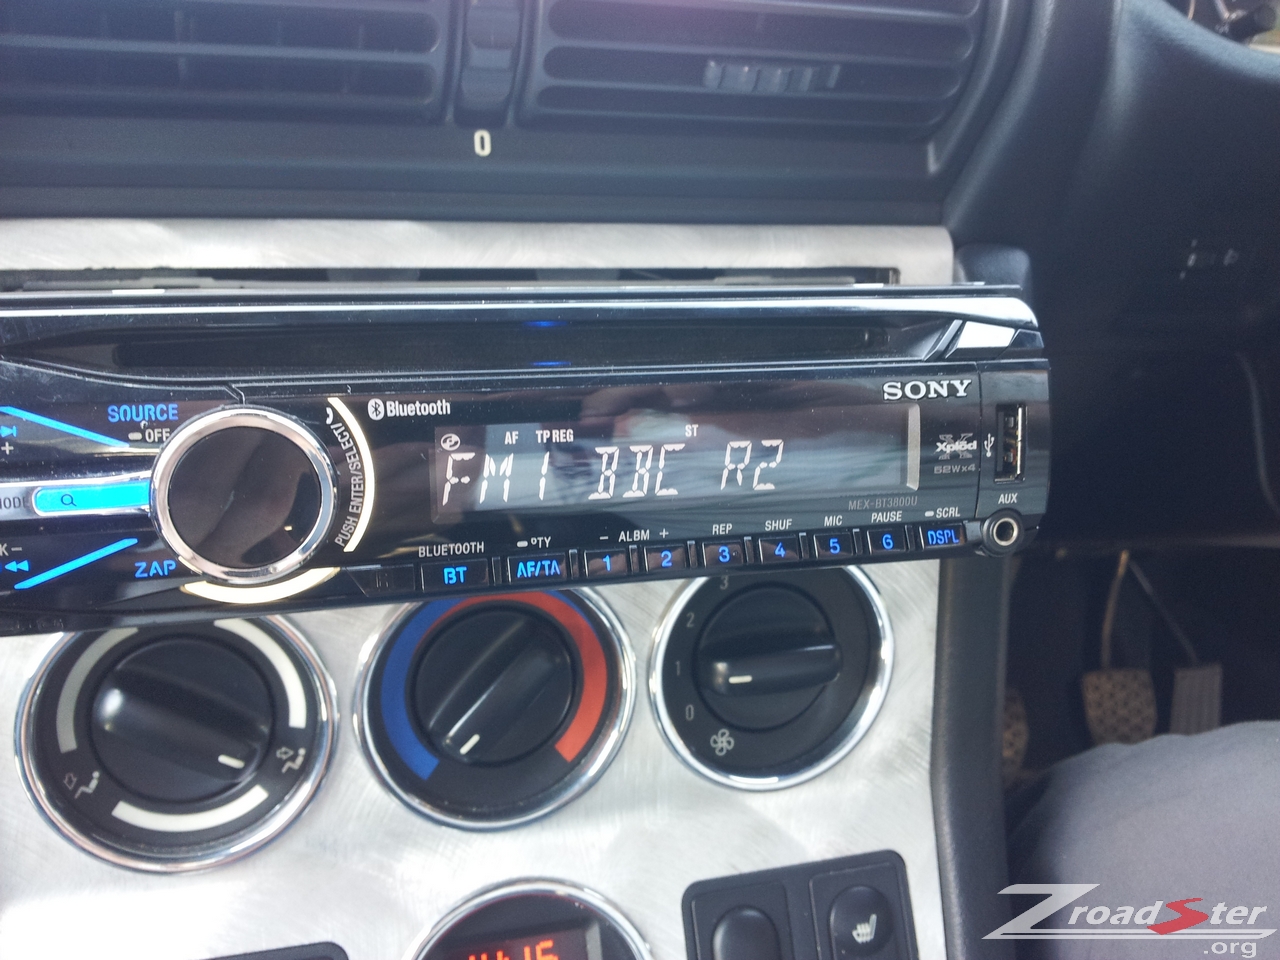 0
SONY
SOURCE
OFF
Bluetooth
PUSH ENTER/SELECT/
AF TP REG ST
FM1 BBC R2
Xplod
52W×4
MEX-BT3800U
AUX
+
ZAP
BLUETOOTH PTY - ALBM + REP SHUF MIC PAUSE SCRL
BT AF/TA 1 2 3 4 5 6 DSPL
3
2
1
0
ZroadSter
.org